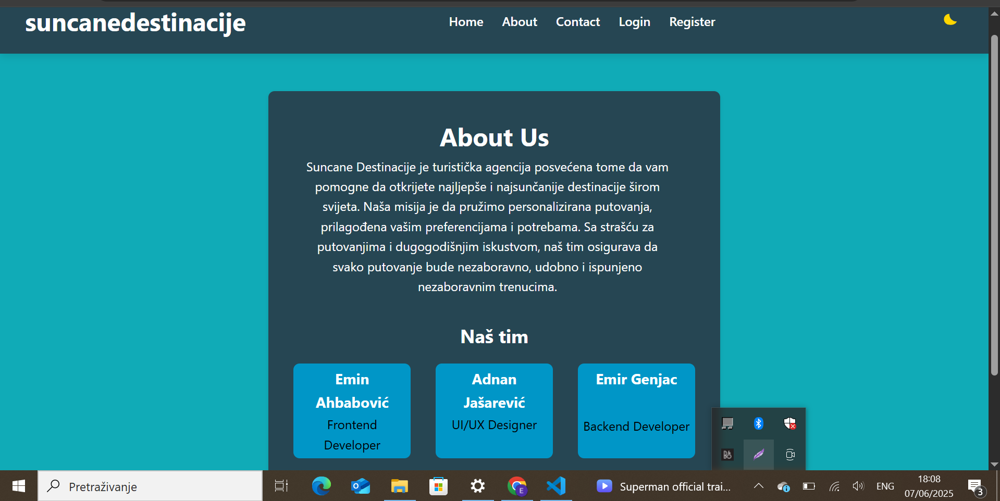 suncanedestinacije
Home About Contact Login Register
About Us
Suncane Destinacije je turistička agencija posvećena tome da vam
pomogne da otkrijete najljepše i najsunčanije destinacije širom
svijeta. Naša misija je da pružimo personalizirana putovanja,
prilagođena vašim preferencijama i potrebama. Sa strašću za
putovanjima i dugogodišnjim iskustvom, naš tim osigurava da
svako putovanje bude nezaboravno, udobno i ispunjeno
nezaboravnim trenucima.
Naš tim
Emin
Ahbabović
Frontend
Developer
Adnan
Jašarević
UI/UX Designer
Emir Genjac
Backend Developer
Pretraživanje
E
Superman official trai...
ENG
18:08
07/06/2025
3